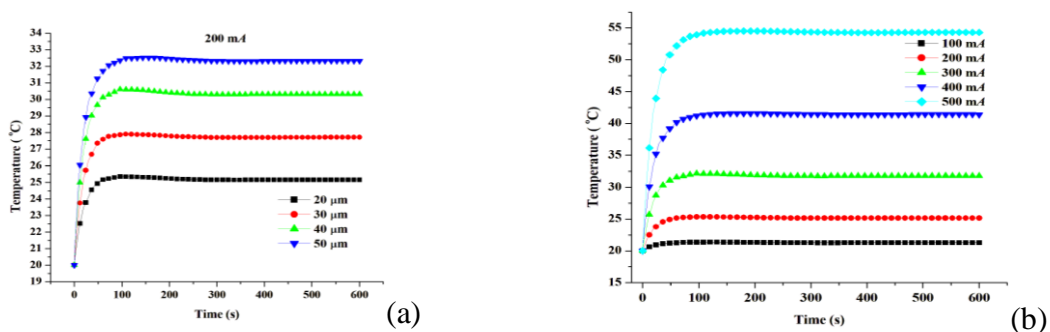 200 mA
34
33
32
31
30
29
28
27
26
25
24
23
22
21
20
19
Temperature (°C)
20 μm
30 μm
40 μm
50 μm
0 100 200 300 400 500 600
Time (s)
(a)
55
50
45
40
35
30
25
20
15
Temperature (°C)
100 mA
200 mA
300 mA
400 mA
500 mA
0 100 200 300 400 500 600
Time (s)
(b)